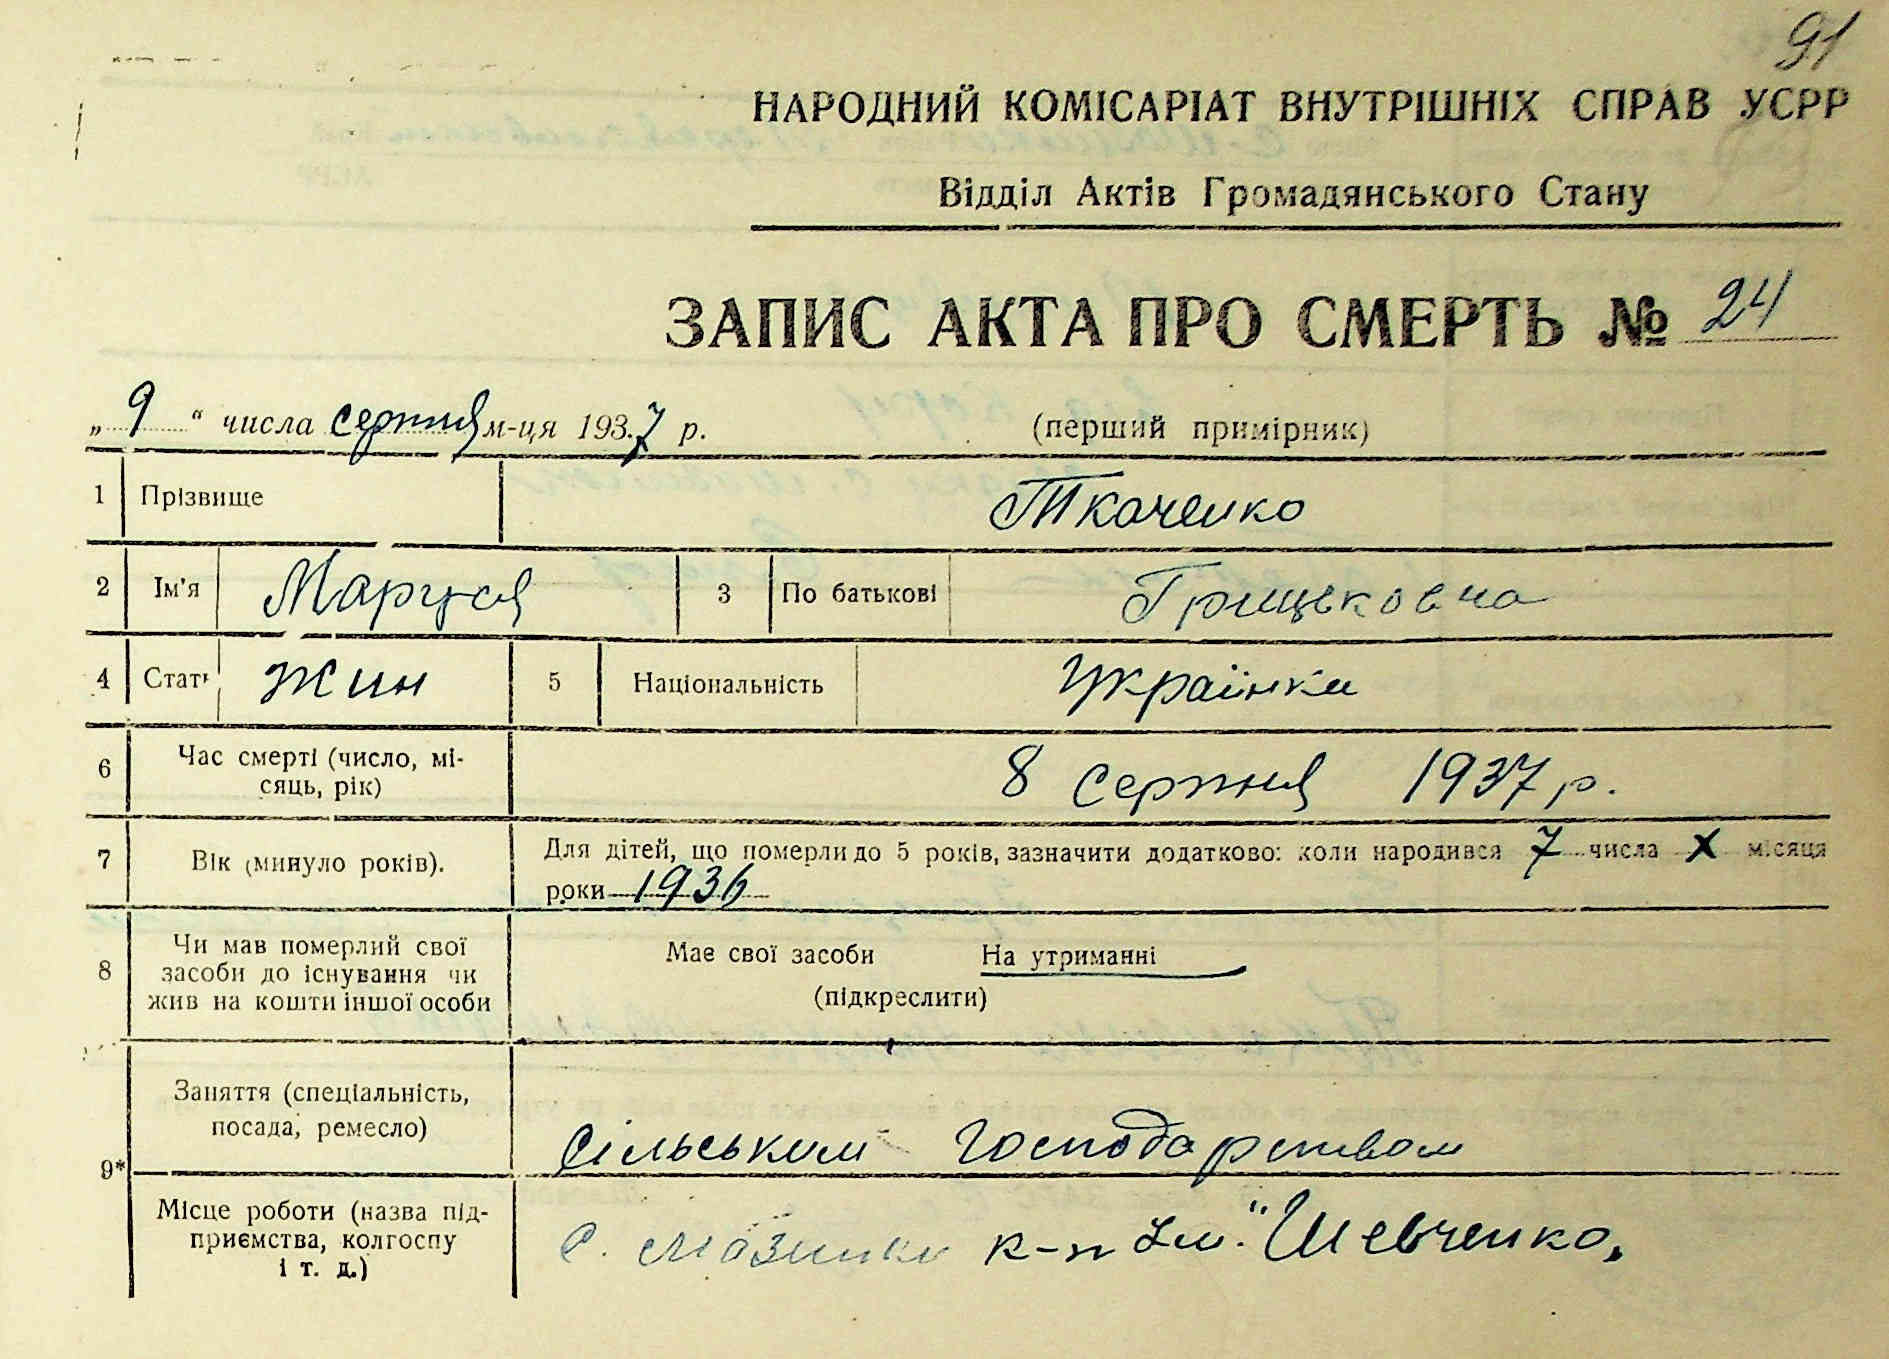 91
НАРОДНИЙ КОМІСАРІАТ ВНУТРІШНІХ СПРАВ УСРР
Відділ Актів Громадянського Стану
ЗАПИС АКТА ПРО СМЕРТЬ № 24
„ 9 “ числа серпня м-ця 1937 р. (перший примірник)
1 Прізвище Ткаченко
2 Ім'я Маруся 3 По батькові Грицьковна
4 Стать жин 5 Національність Українка
6 Час смерті (число, мі-
сяць, рік) 8 серпня 1937 р.
7 Вік (минуло років). Для дітей, що померли до 5 років, зазначити додатково: коли народився 7 числа X місяця
роки 1936
8 Чи мав померлий свої
засоби до існування чи
жив на кошти іншої особи
Має свої засоби На утриманні
(підкреслити)
9* Заняття (спеціальність,
посада, ремесло) сільським господарством
Місце роботи (назва під-
приємства, колгоспу
і т. д.) с. Мазинки к-п Ім. "Шевченко,